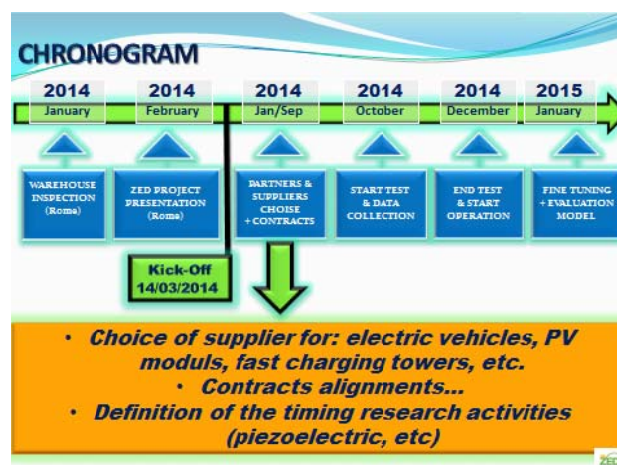 CHRONOGRAM
2014 2014 2014 2014 2014 2015
January February Jan/Sep October December January
WAREHOUSE
INSPECTION
(Roma)
ZED PROJECT
PRESENTATION
(Roma)
PARTNERS &
SUPPLIERS
CHOISE
+ CONTRACTS
START TEST
& DATA
COLLECTION
END TEST
& START
OPERATION
FINE TUNING
+ EVALUATION
MODEL
Kick-Off
14/03/2014
• Choice of supplier for: electric vehicles, PV
moduls, fast charging towers, etc.
• Contracts alignments...
• Definition of the timing research activities
(piezoelectric, etc)
ZED